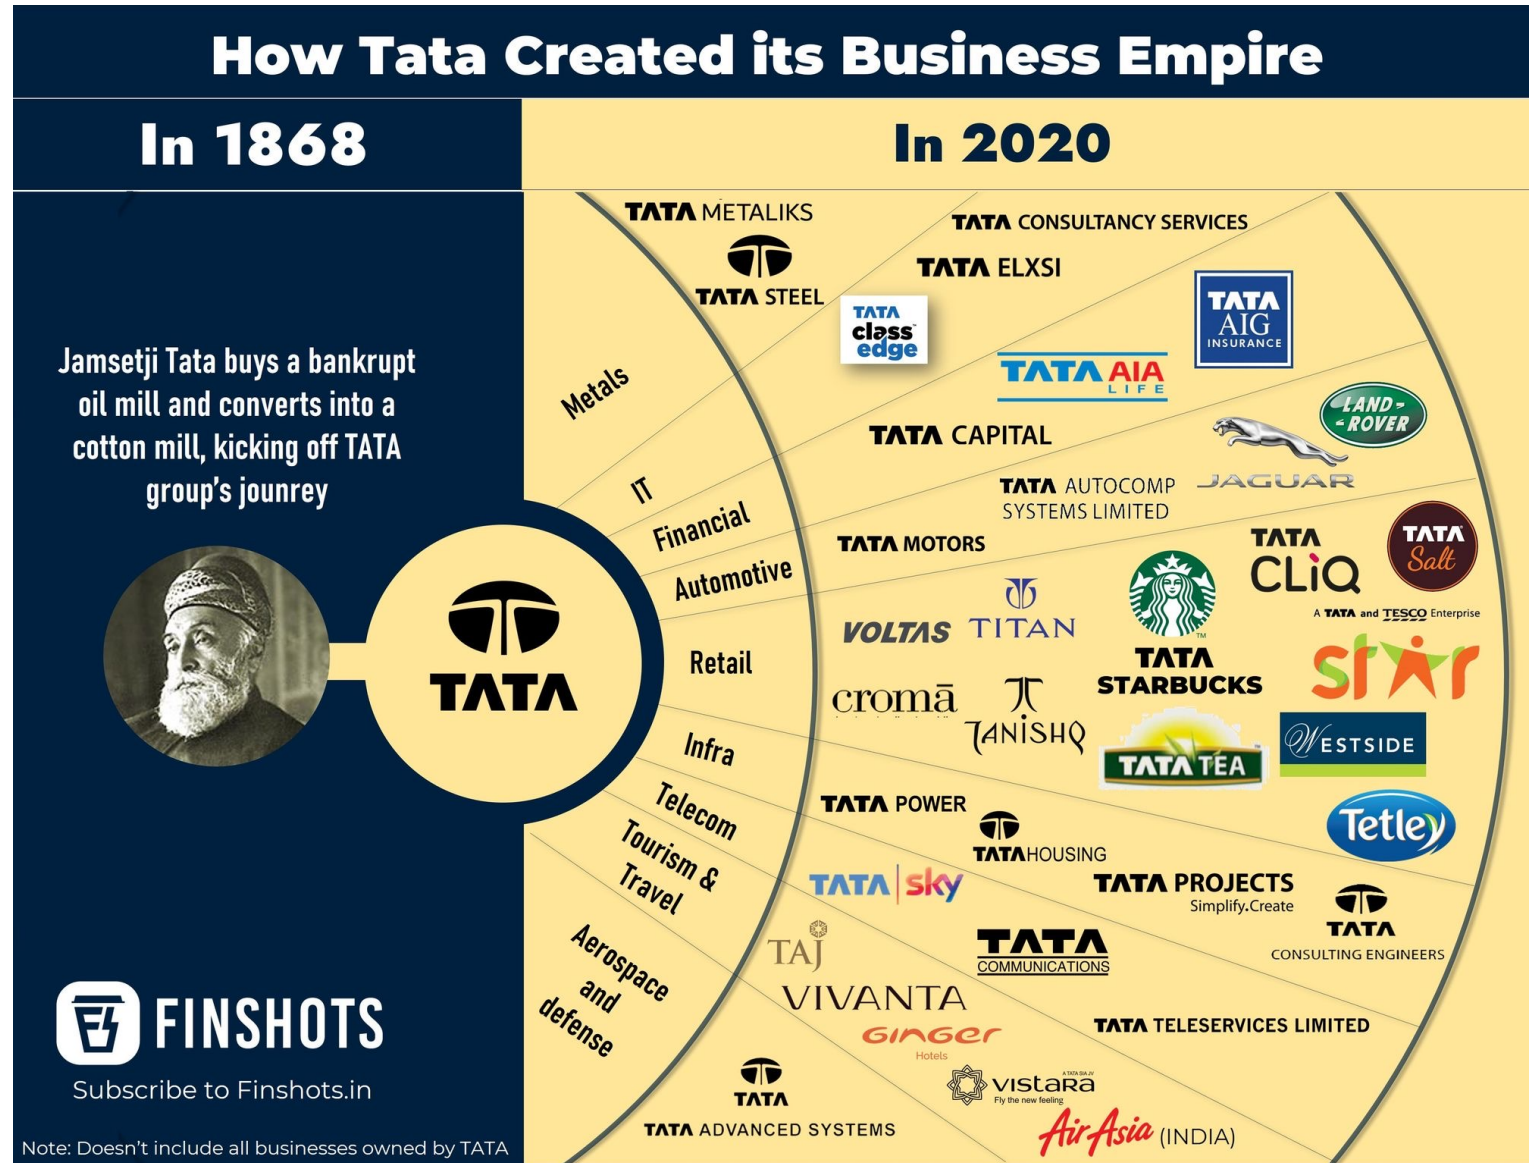 How Tata Created its Business Empire
In 1868
In 2020
Jamsetji Tata buys a bankrupt
oil mill and converts into a
cotton mill, kicking off TATA
group's jounrey
TATA
FINSHOTS
Subscribe to Finshots.in
Note: Doesn't include all businesses owned by TATA
Metals
IT
Financial
Automotive
Retail
Infra
Telecom
Tourism &
Travel
Aerospace
and
defense
TATA METALIKS
TATA STEEL
TATA CONSULTANCY SERVICES
TATA ELXSI
TATA
class
edge
TATA AIG
INSURANCE
TATA AIA
LIFE
TATA CAPITAL
LAND-
-ROVER
JAGUAR
TATA AUTOCOMP
SYSTEMS LIMITED
TATA MOTORS
TATA
CLiQ
TATA
Salt
A TATA and TESCO Enterprise
star
VOLTAS
TITAN
TATA
STARBUCKS
cromā
TANISHQ
TATA TEA
WESTSIDE
Tetley
TATA POWER
TATA HOUSING
TATA PROJECTS
Simplify.Create
TATA
CONSULTING ENGINEERS
TATA sky
TATA
COMMUNICATIONS
TATA TELESERVICES LIMITED
TAJ
VIVANTA
GINGER
Hotels
A TATA SIA JV
VISTARA
Fly the new feeling
AirAsia (INDIA)
TATA
TATA ADVANCED SYSTEMS